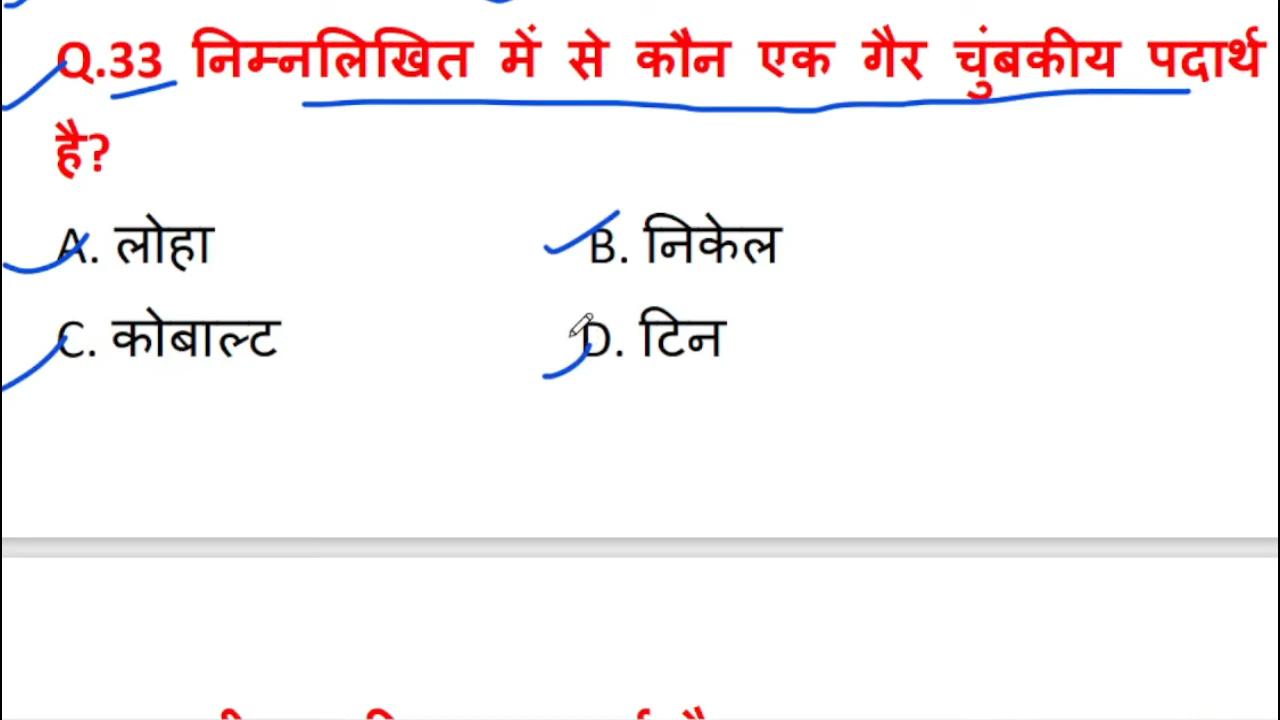 Q.33 निम्नलिखित में से कौन एक गैर चुंबकीय पदार्थ
है?
A. लोहा B. निकेल
C. कोबाल्ट D. टिन